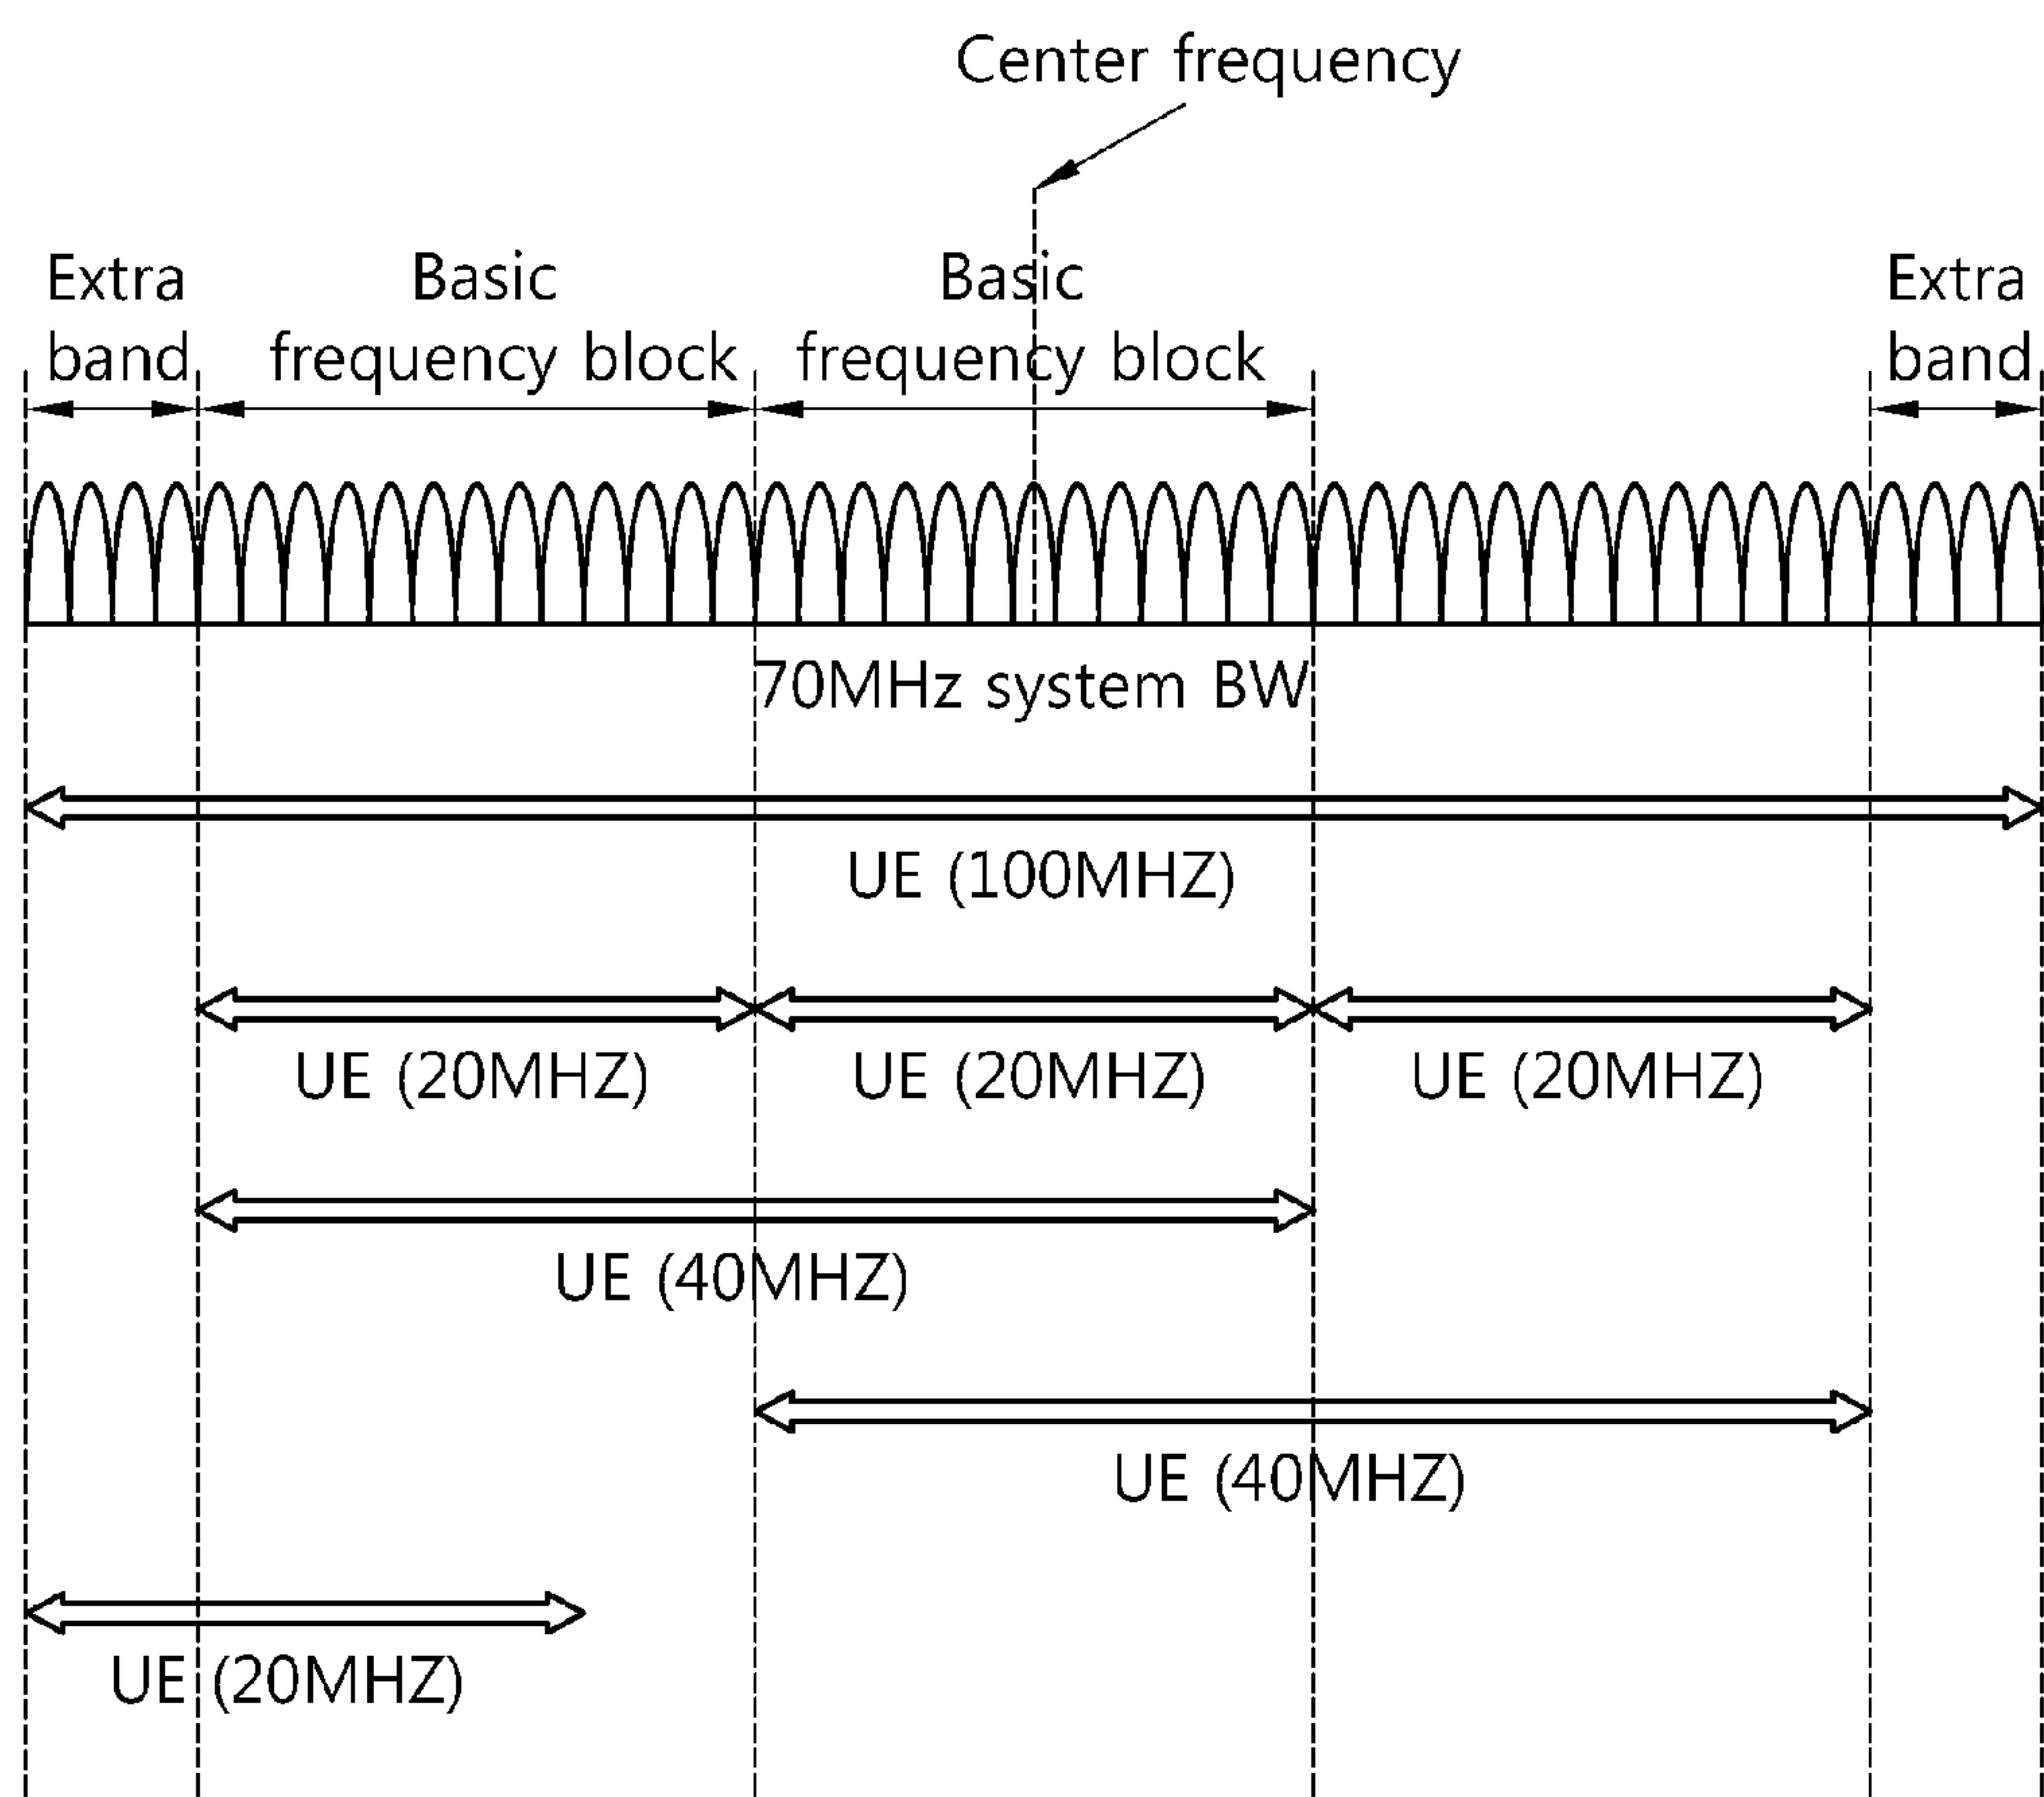 Center frequency
Extra band
Basic frequency block
Basic frequency block
Extra band
70MHz system BW
UE (100MHZ)
UE (20MHZ)
UE (20MHZ)
UE (20MHZ)
UE (40MHZ)
UE (40MHZ)
UE (20MHZ)